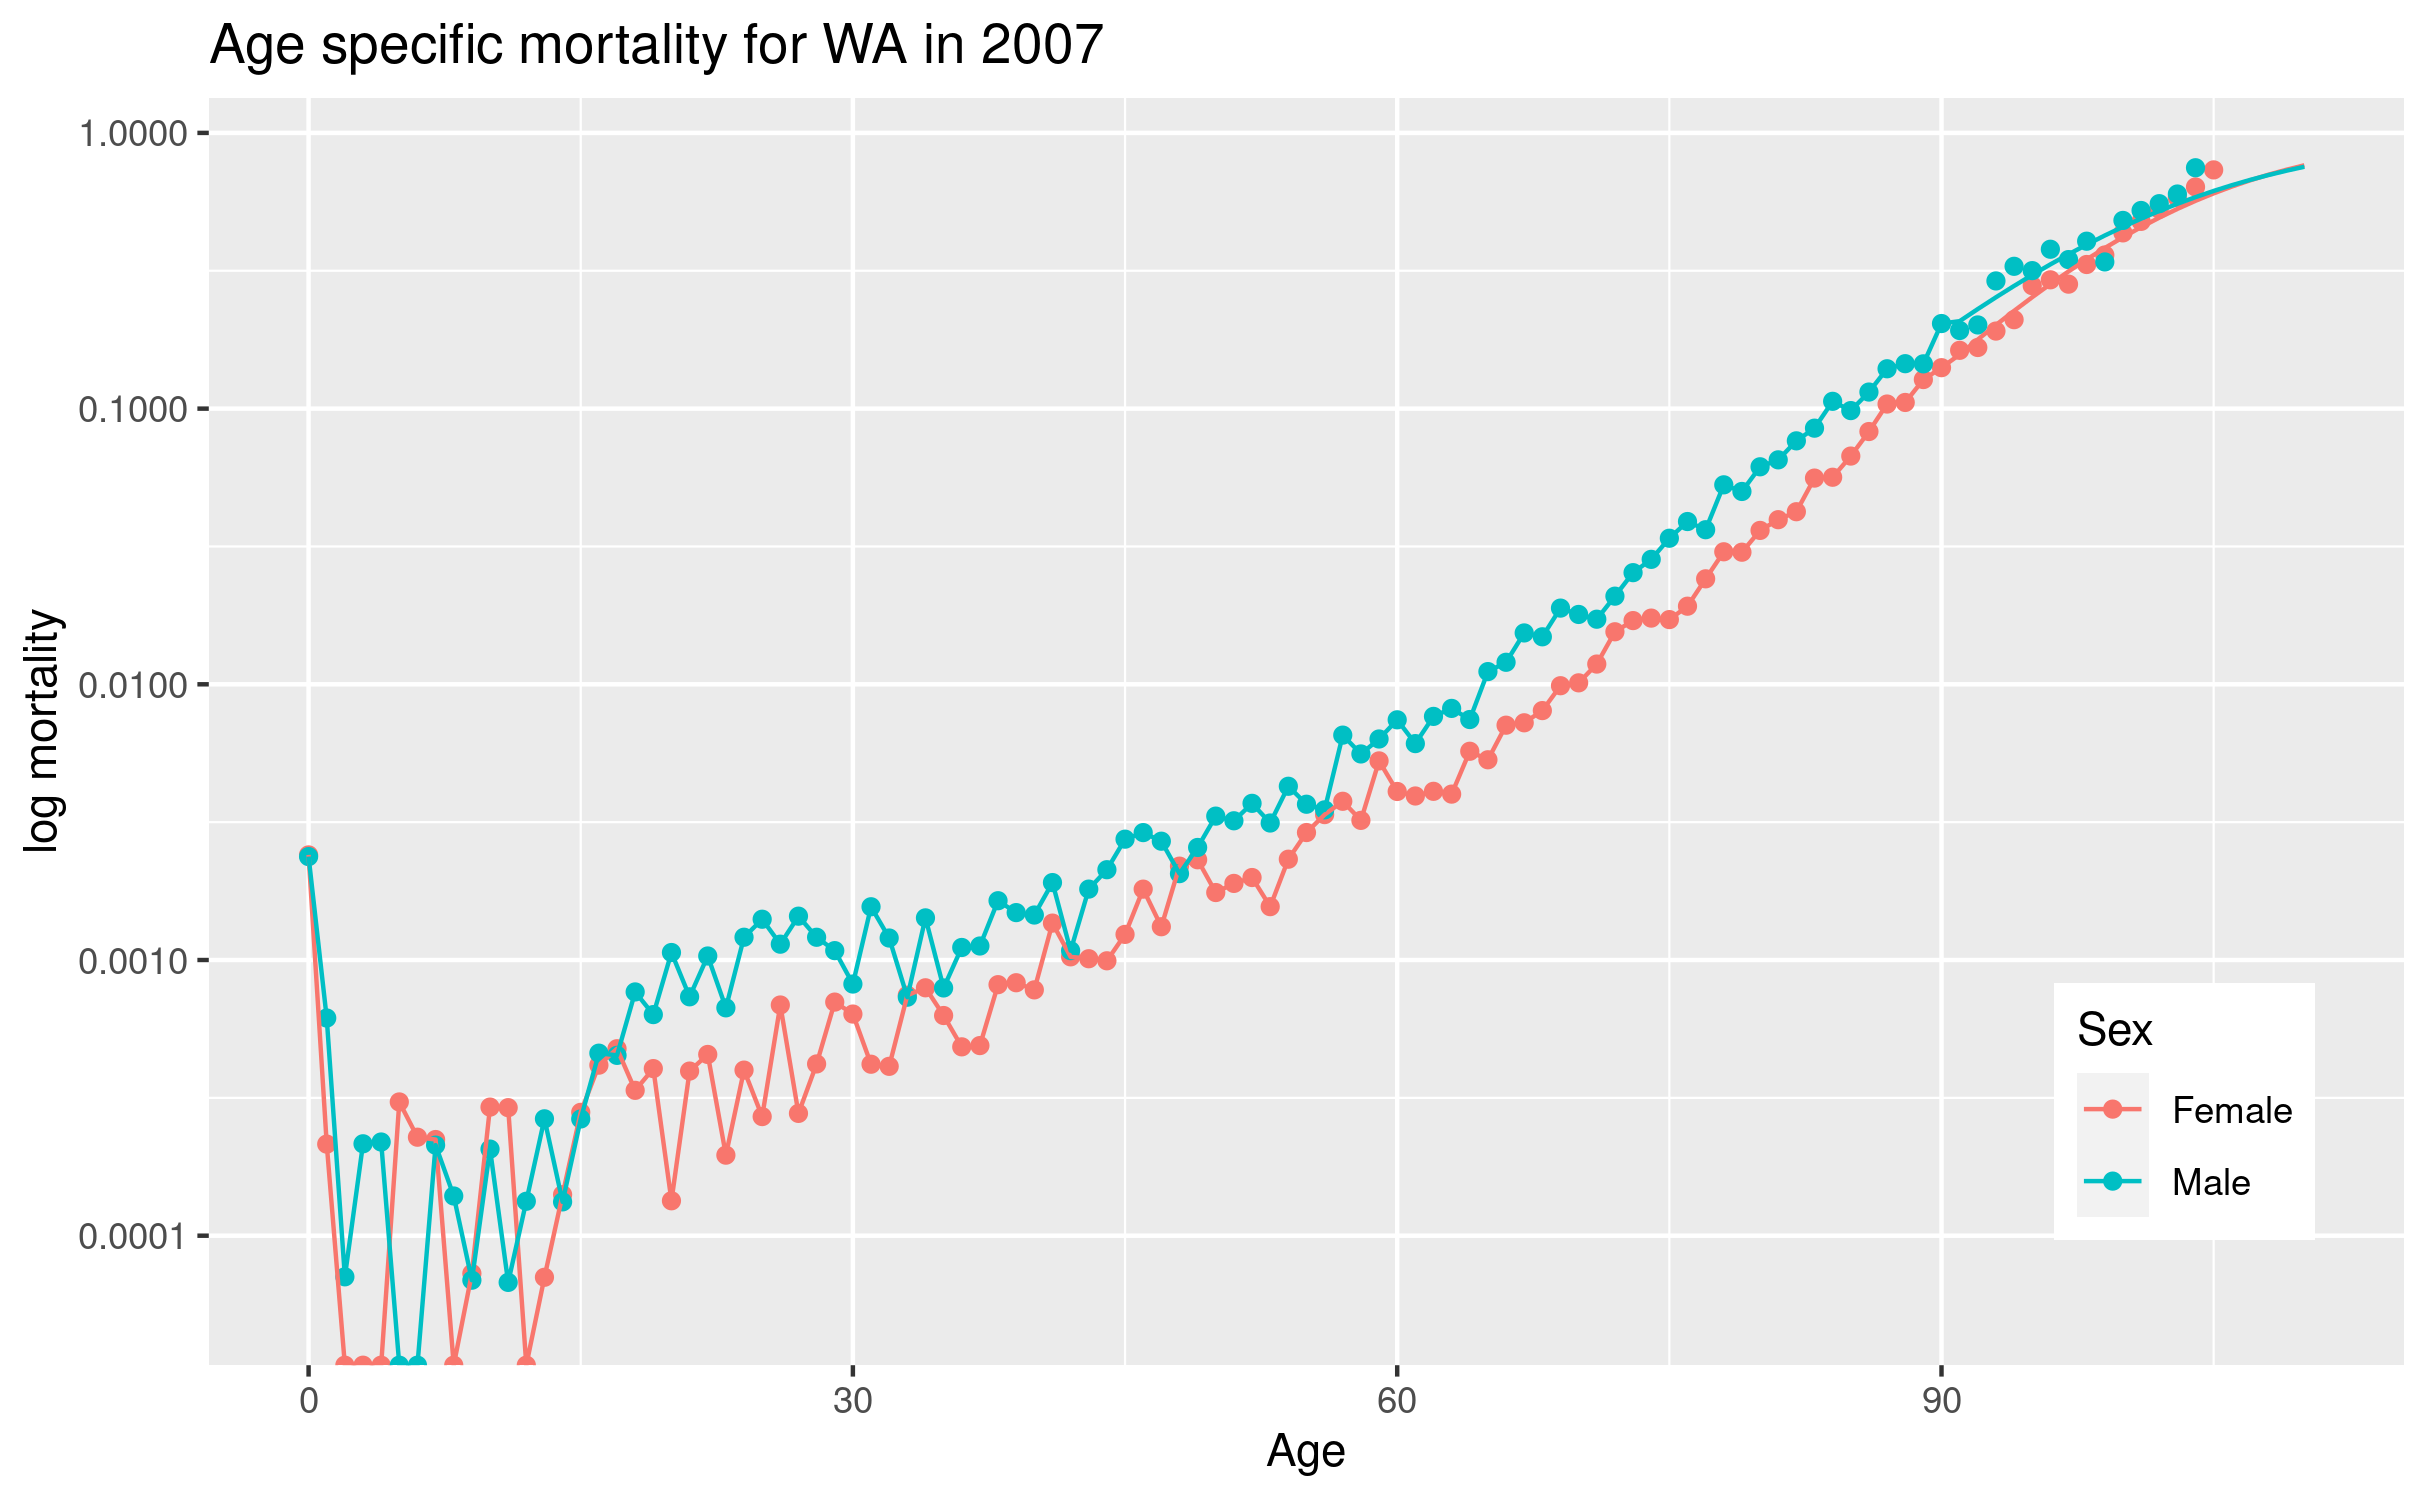 Age specific mortality for WA in 2007
1.0000
0.1000
0.0100
0.0010
0.0001
log mortality
0 30 60 90
Age
Sex
Female
Male